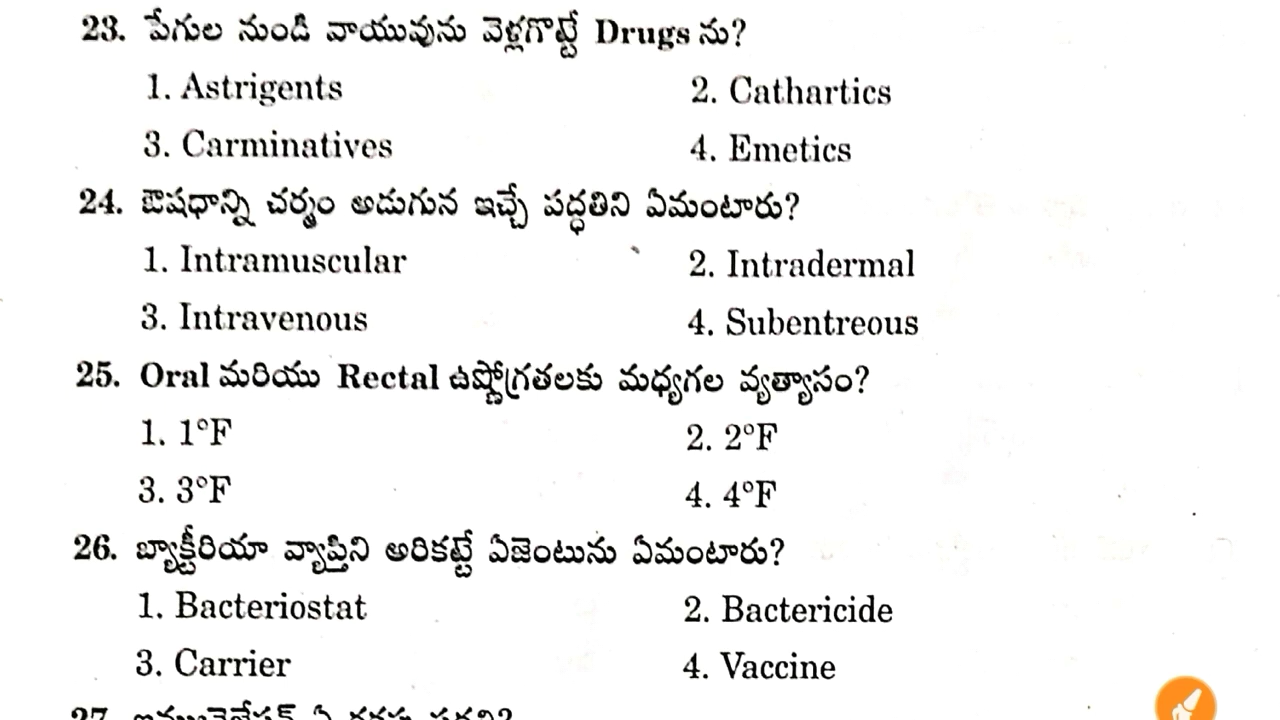 23. పేగుల నుండి వాయువును వెళ్లగొట్టే Drugs ను?
1. Astrigents 2. Cathartics
3. Carminatives 4. Emetics
24. ఔషధాన్ని చర్మం అడుగున ఇచ్చే పద్ధతిని ఏమంటారు?
1. Intramuscular 2. Intradermal
3. Intravenous 4. Subentreous
25. Oral మరియు Rectal ఉష్ణోగ్రతలకు మధ్యగల వ్యత్యాసం?
1. 1°F 2. 2°F
3. 3°F 4. 4°F
26. బ్యాక్టీరియా వ్యాప్తిని అరికట్టే ఏజెంటును ఏమంటారు?
1. Bacteriostat 2. Bactericide
3. Carrier 4. Vaccine
27.